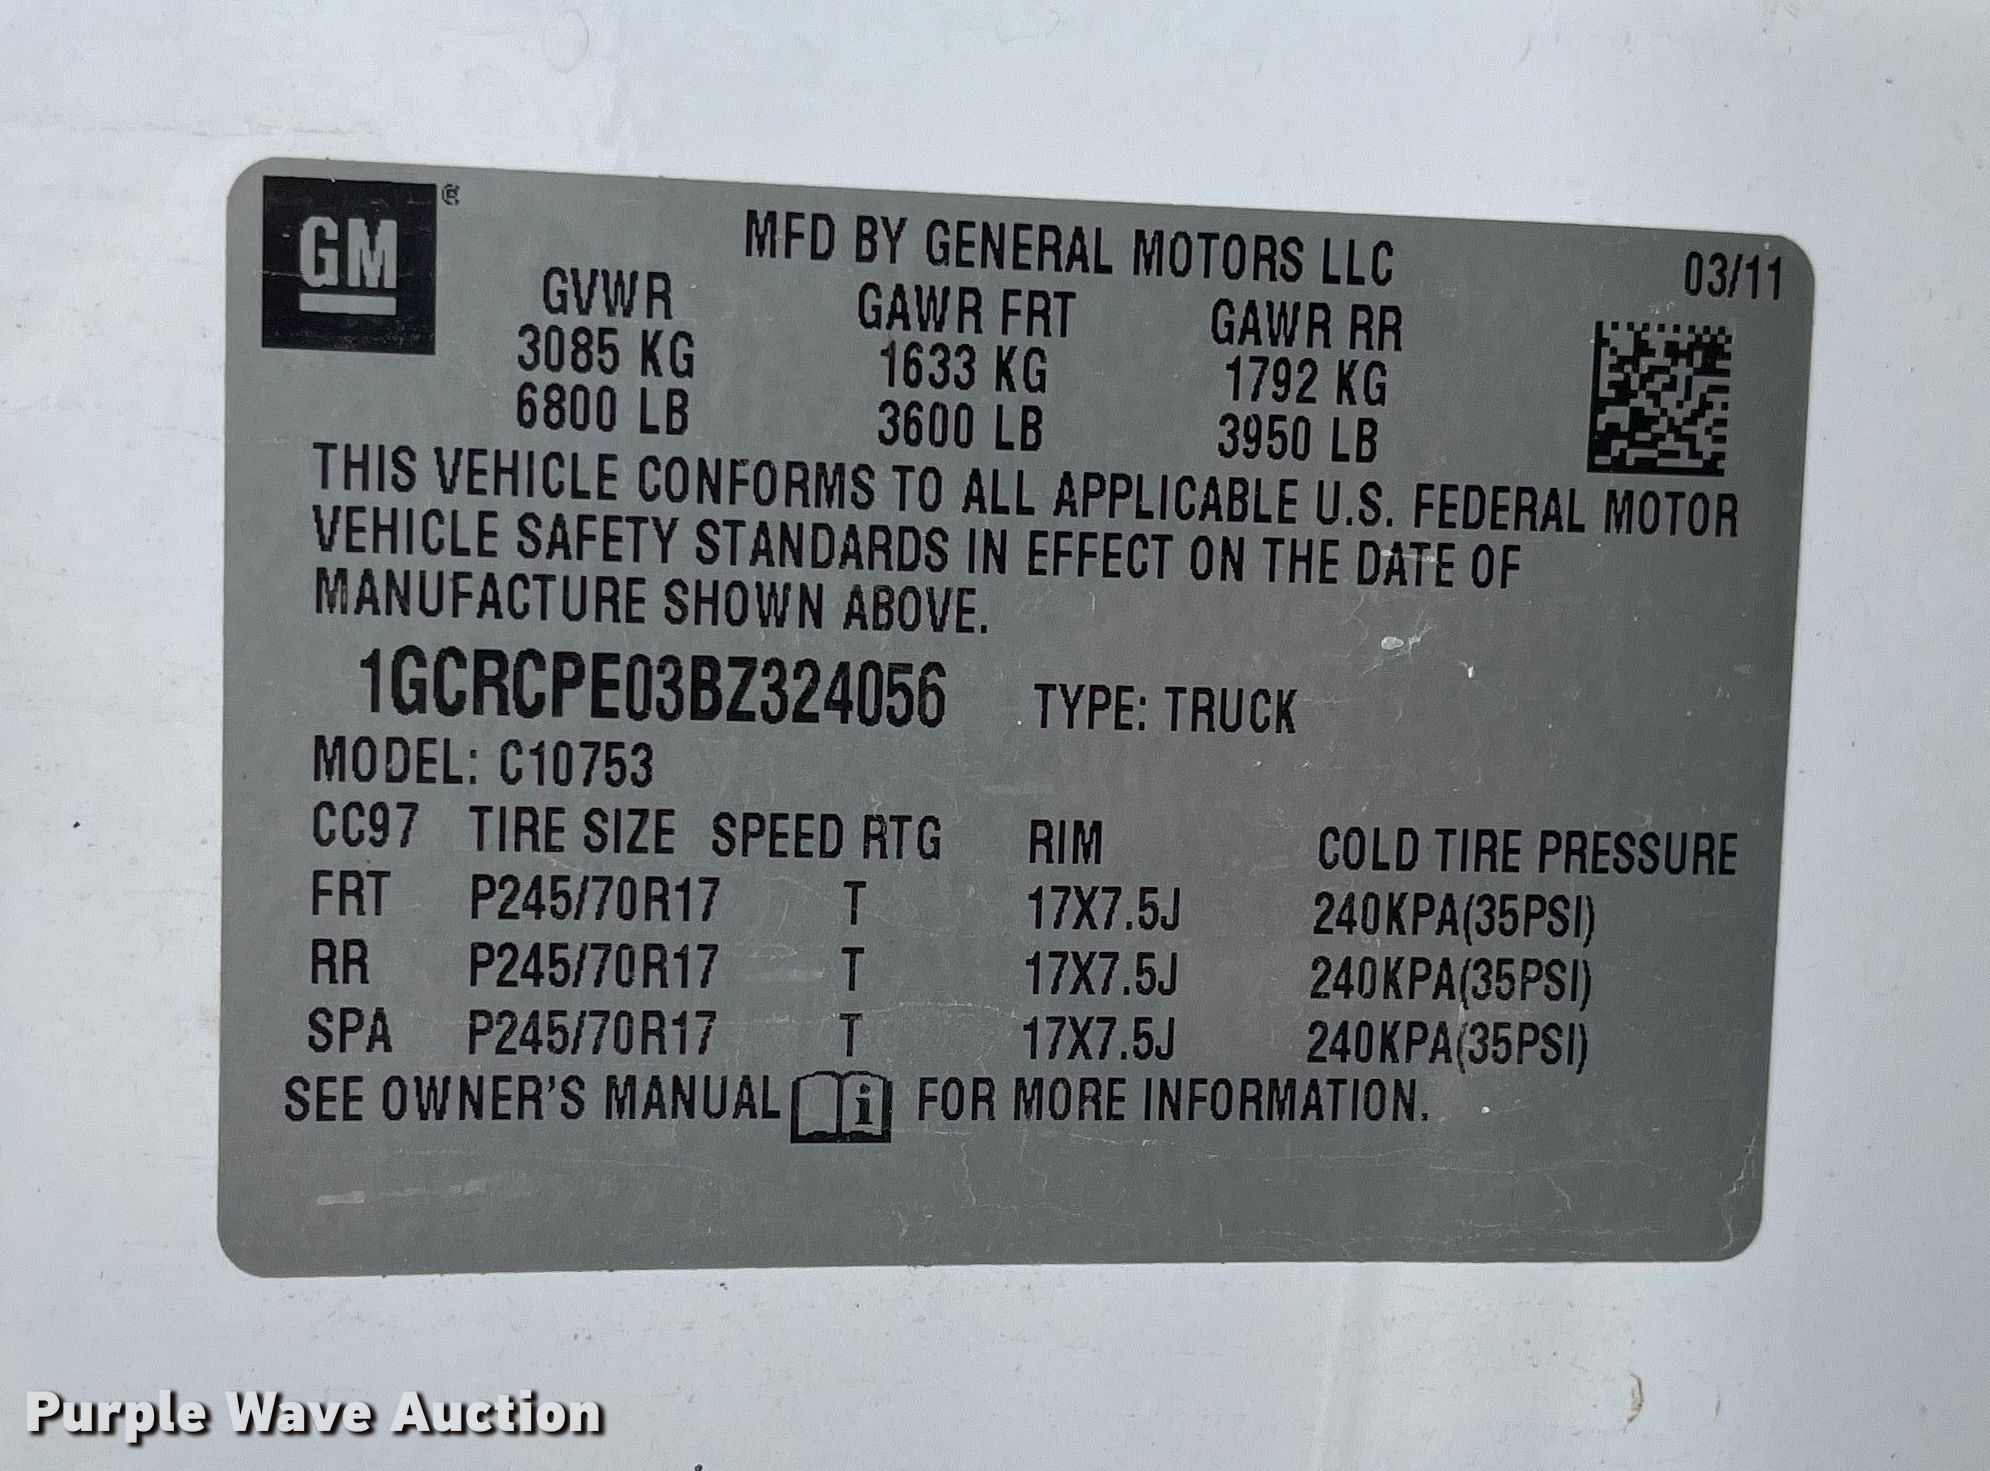 GM ®
MFD BY GENERAL MOTORS LLC 03/11
GVWR GAWR FRT GAWR RR
3085 KG 1633 KG 1792 KG
6800 LB 3600 LB 3950 LB
THIS VEHICLE CONFORMS TO ALL APPLICABLE U.S. FEDERAL MOTOR
VEHICLE SAFETY STANDARDS IN EFFECT ON THE DATE OF
MANUFACTURE SHOWN ABOVE.
1GCRCPE03BZ324056 TYPE: TRUCK
MODEL: C10753
CC97 TIRE SIZE SPEED RTG RIM COLD TIRE PRESSURE
FRT P245/70R17 T 17X7.5J 240KPA(35PSI)
RR P245/70R17 T 17X7.5J 240KPA(35PSI)
SPA P245/70R17 T 17X7.5J 240KPA(35PSI)
SEE OWNER'S MANUAL i FOR MORE INFORMATION.
Purple Wave Auction